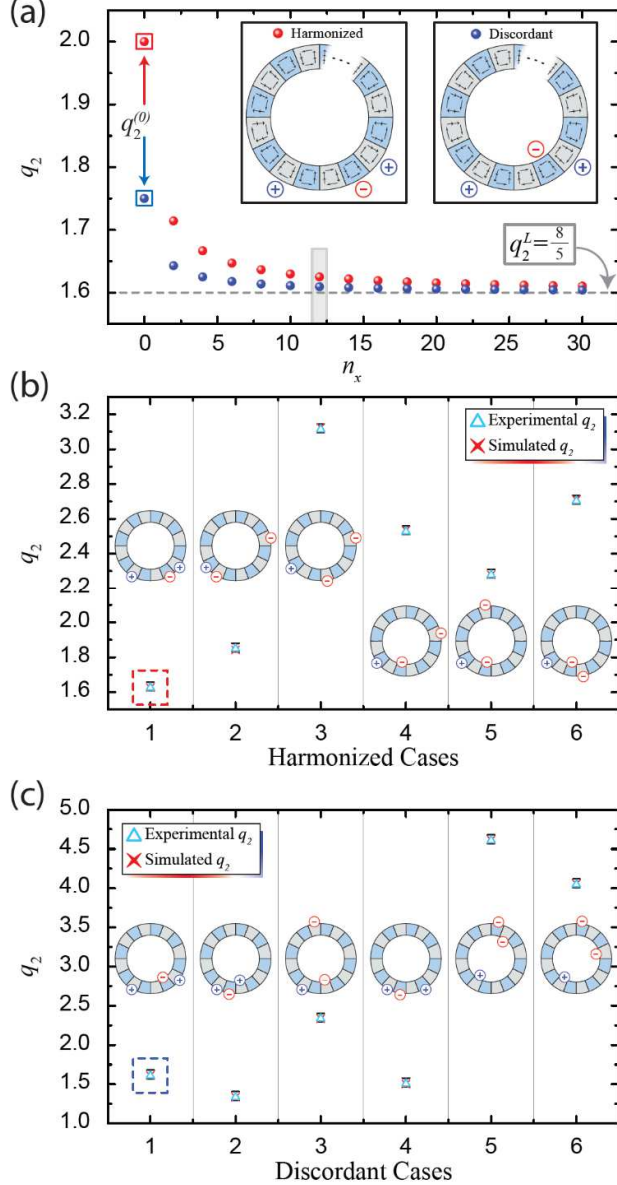 (a)
Harmonized
Discordant
2.0
1.9
1.8
1.7
1.6
q₂
q₂⁽⁰⁾
+
−
+
+
−
+
q₂ᴸ=8/5
0 5 10 15 20 25 30
nₓ
(b)
3.2
3.0
2.8
2.6
2.4
2.2
2.0
1.8
1.6
q₂
Experimental q₂
Simulated q₂
1 2 3 4 5 6
Harmonized Cases
(c)
5.0
4.5
4.0
3.5
3.0
2.5
2.0
1.5
1.0
q₂
Experimental q₂
Simulated q₂
1 2 3 4 5 6
Discordant Cases